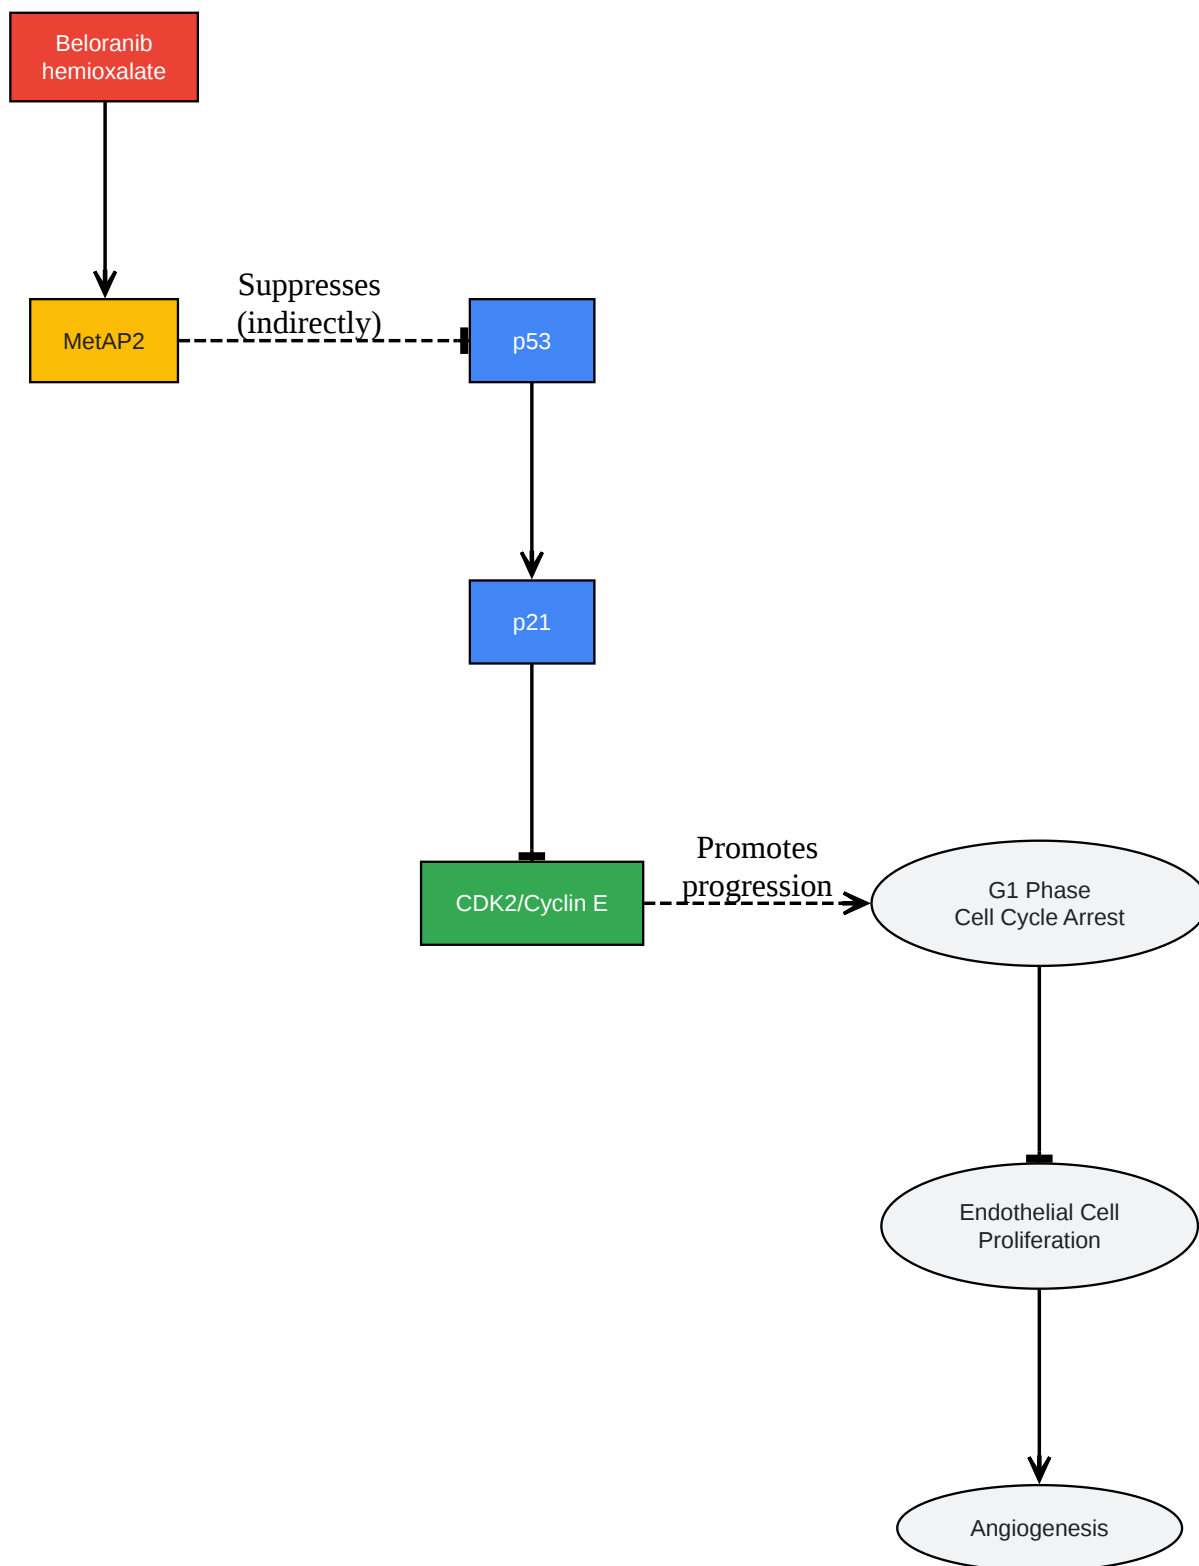 Beloranib
hemioxalate
Suppresses
(indirectly)
MetAP2
p53
p21
Promotes
progression
CDK2/Cyclin E
G1 Phase
Cell Cycle Arrest
Endothelial Cell
Proliferation
Angiogenesis